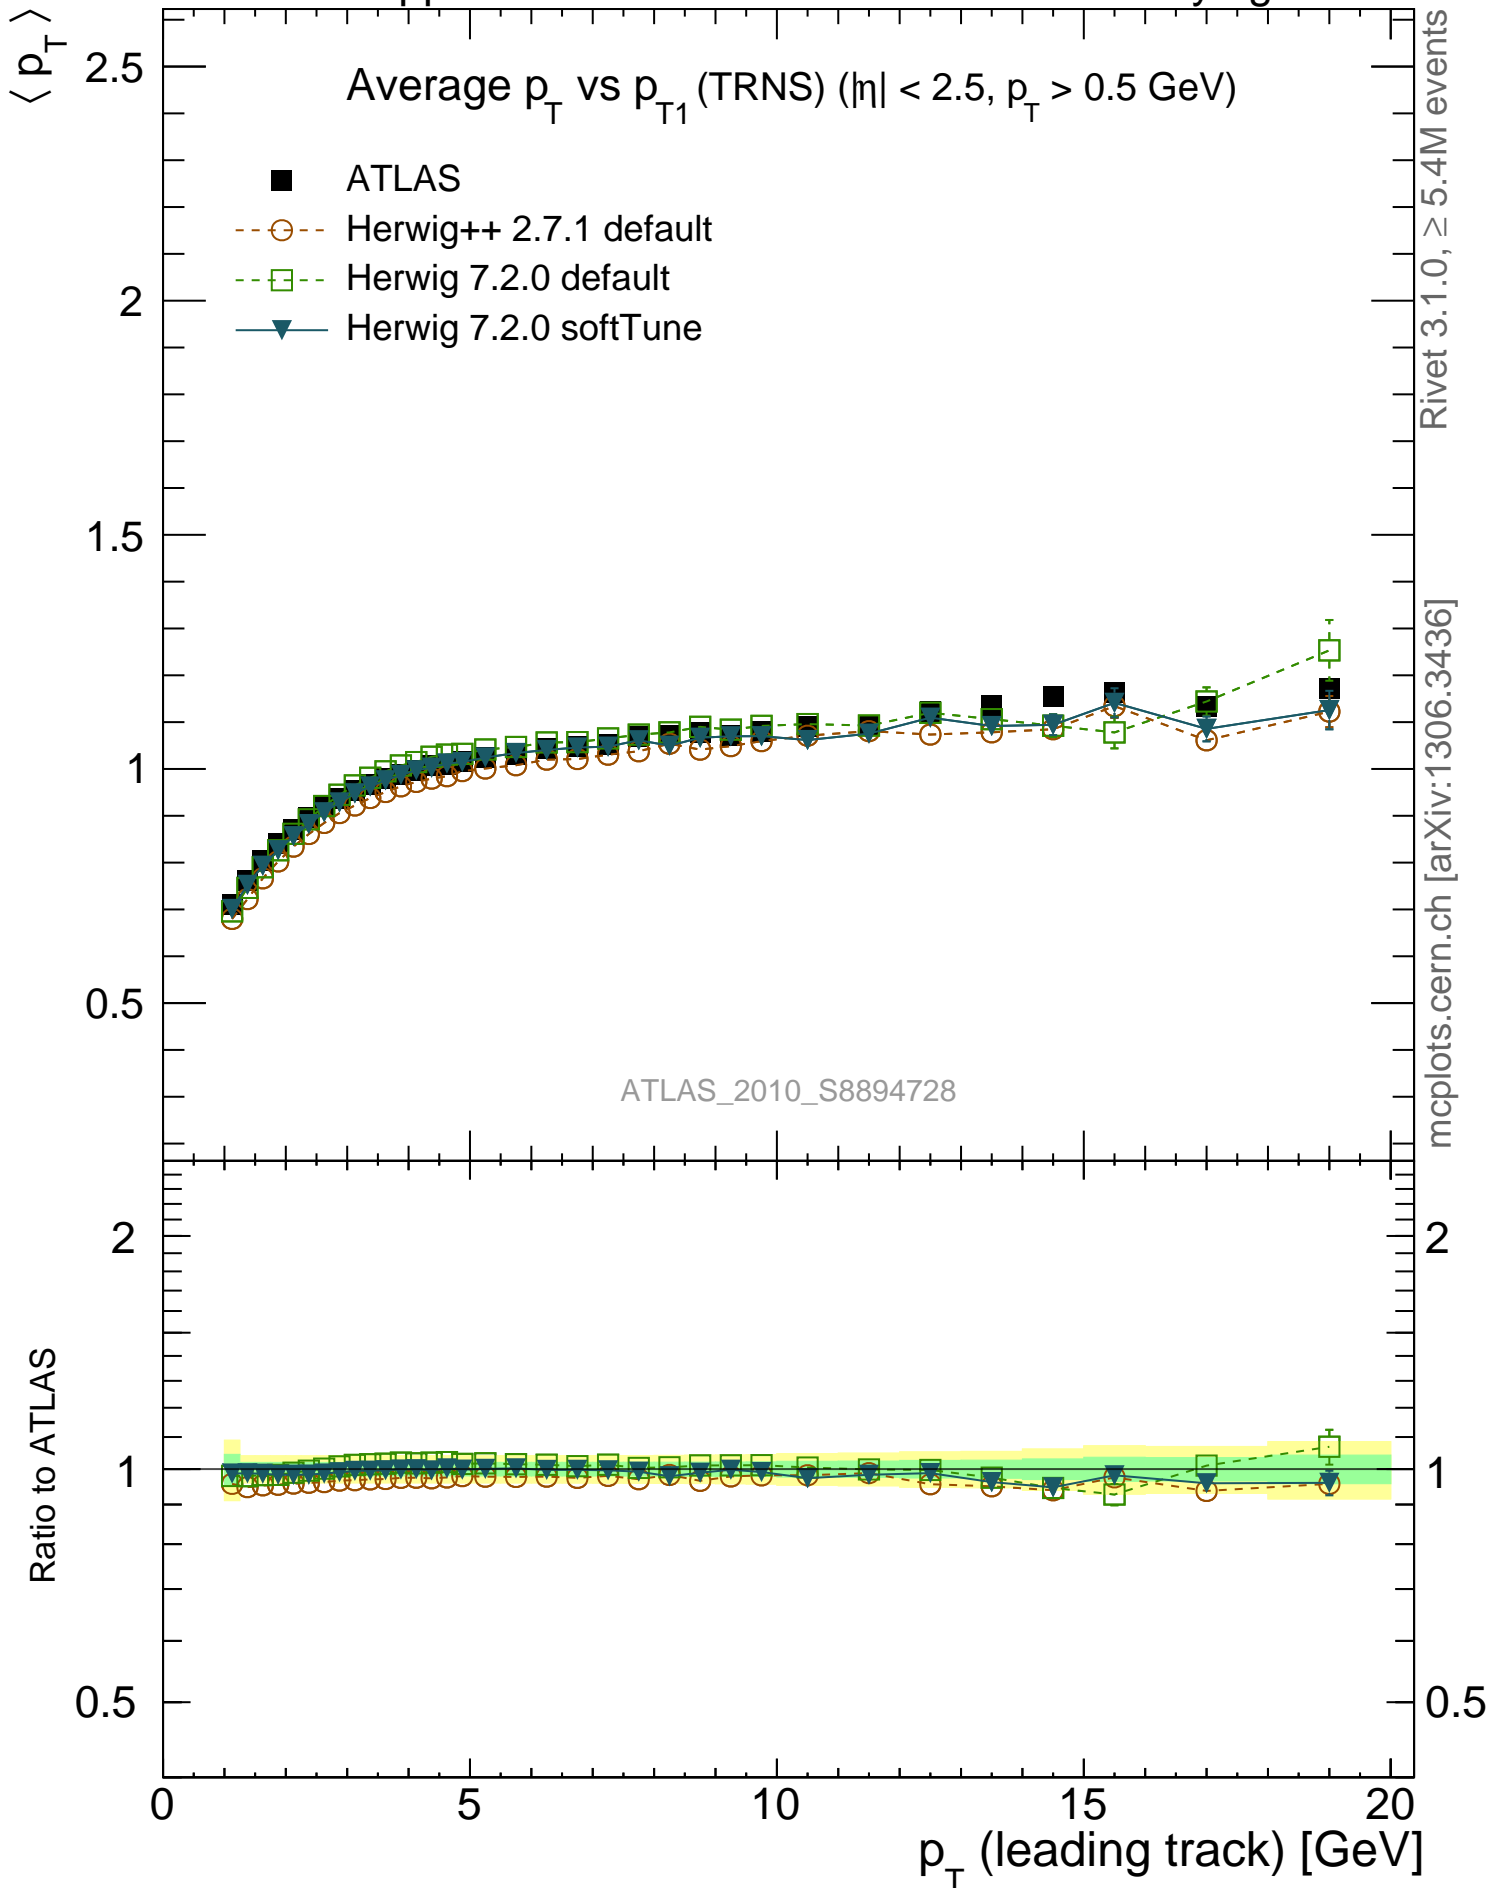 ⟨ p_T ⟩
Average p_T vs p_T1 (TRNS) (|η| < 2.5, p_T > 0.5 GeV)
ATLAS
Herwig++ 2.7.1 default
Herwig 7.2.0 default
Herwig 7.2.0 softTune
2.5
2
1.5
1
0.5
ATLAS_2010_S8894728
Rivet 3.1.0, ≥ 5.4M events
mcplots.cern.ch [arXiv:1306.3436]
Ratio to ATLAS
2
1
0.5
2
1
0.5
0
5
10
15
20
p_T (leading track) [GeV]